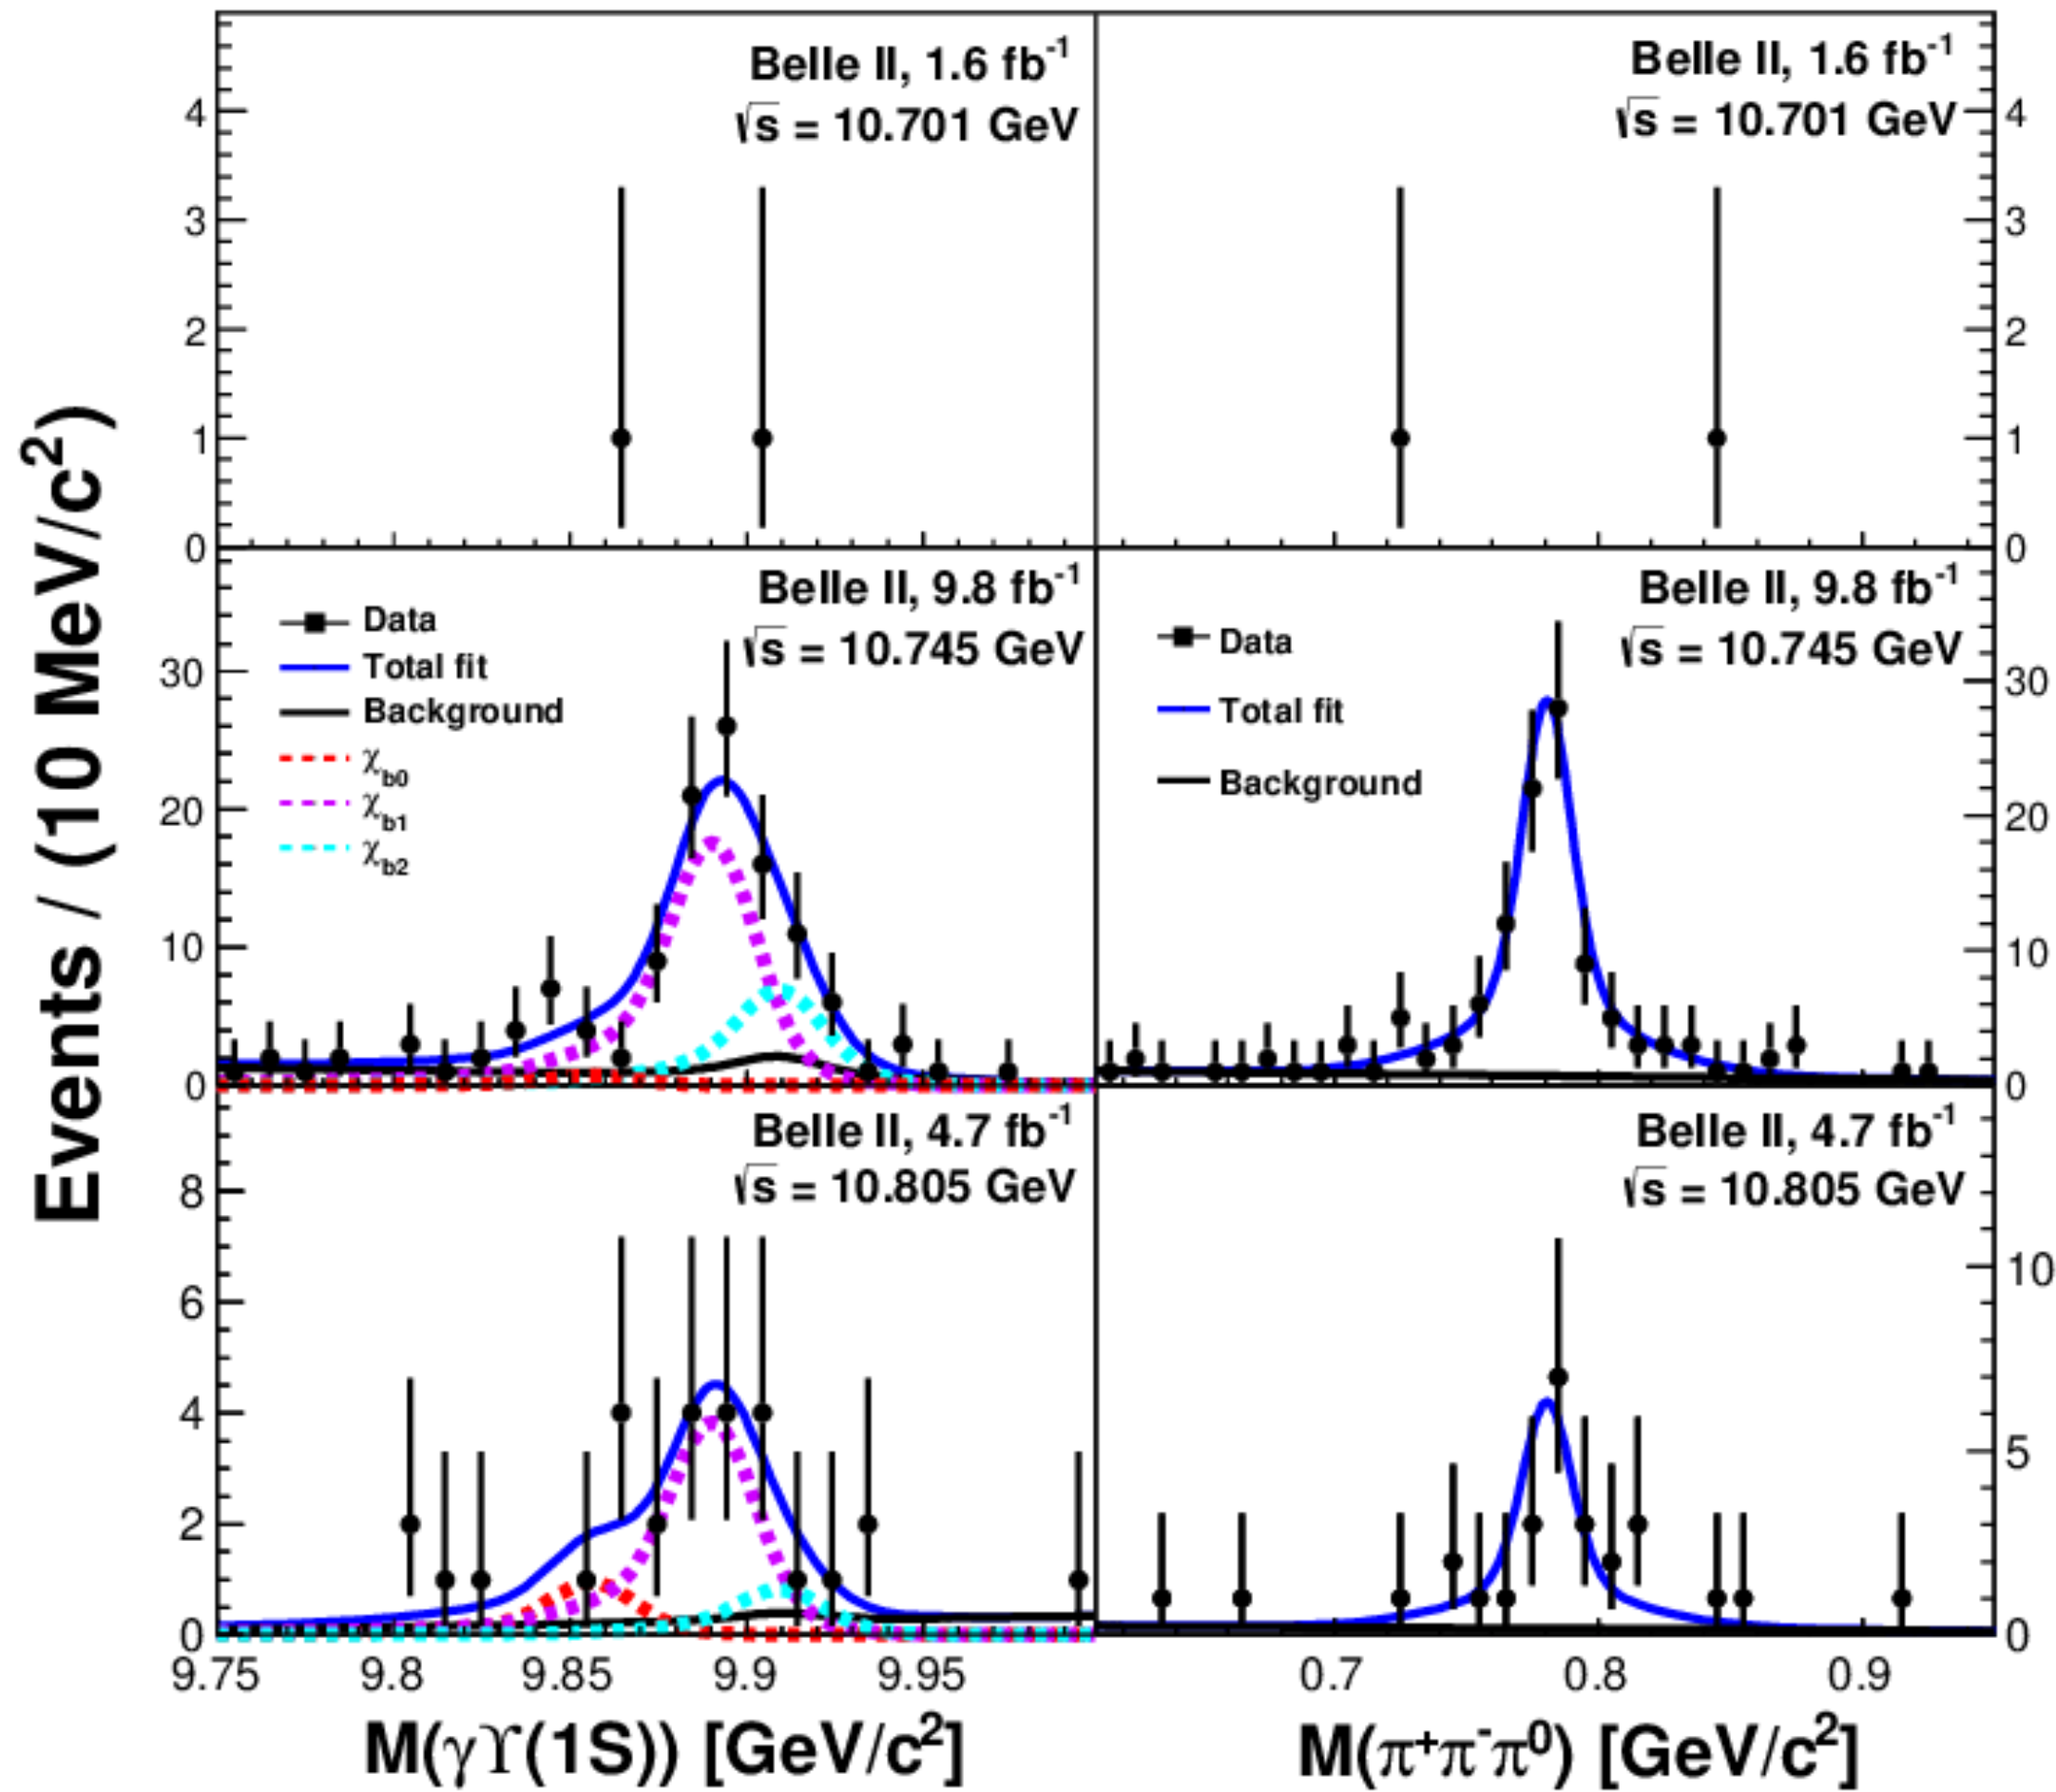 Events / (10 MeV/c²)
Belle II, 1.6 fb⁻¹
√s = 10.701 GeV
4
3
2
1
0
Belle II, 1.6 fb⁻¹
√s = 10.701 GeV
4
3
2
1
0
Belle II, 9.8 fb⁻¹
√s = 10.745 GeV
Data
Total fit
Background
χb0
χb1
χb2
30
20
10
0
Belle II, 9.8 fb⁻¹
√s = 10.745 GeV
Data
Total fit
Background
30
20
10
0
Belle II, 4.7 fb⁻¹
√s = 10.805 GeV
8
6
4
2
0
9.75 9.8 9.85 9.9 9.95
M(γϒ(1S)) [GeV/c²]
Belle II, 4.7 fb⁻¹
√s = 10.805 GeV
10
5
0
0.7 0.8 0.9
M(π⁺π⁻π⁰) [GeV/c²]